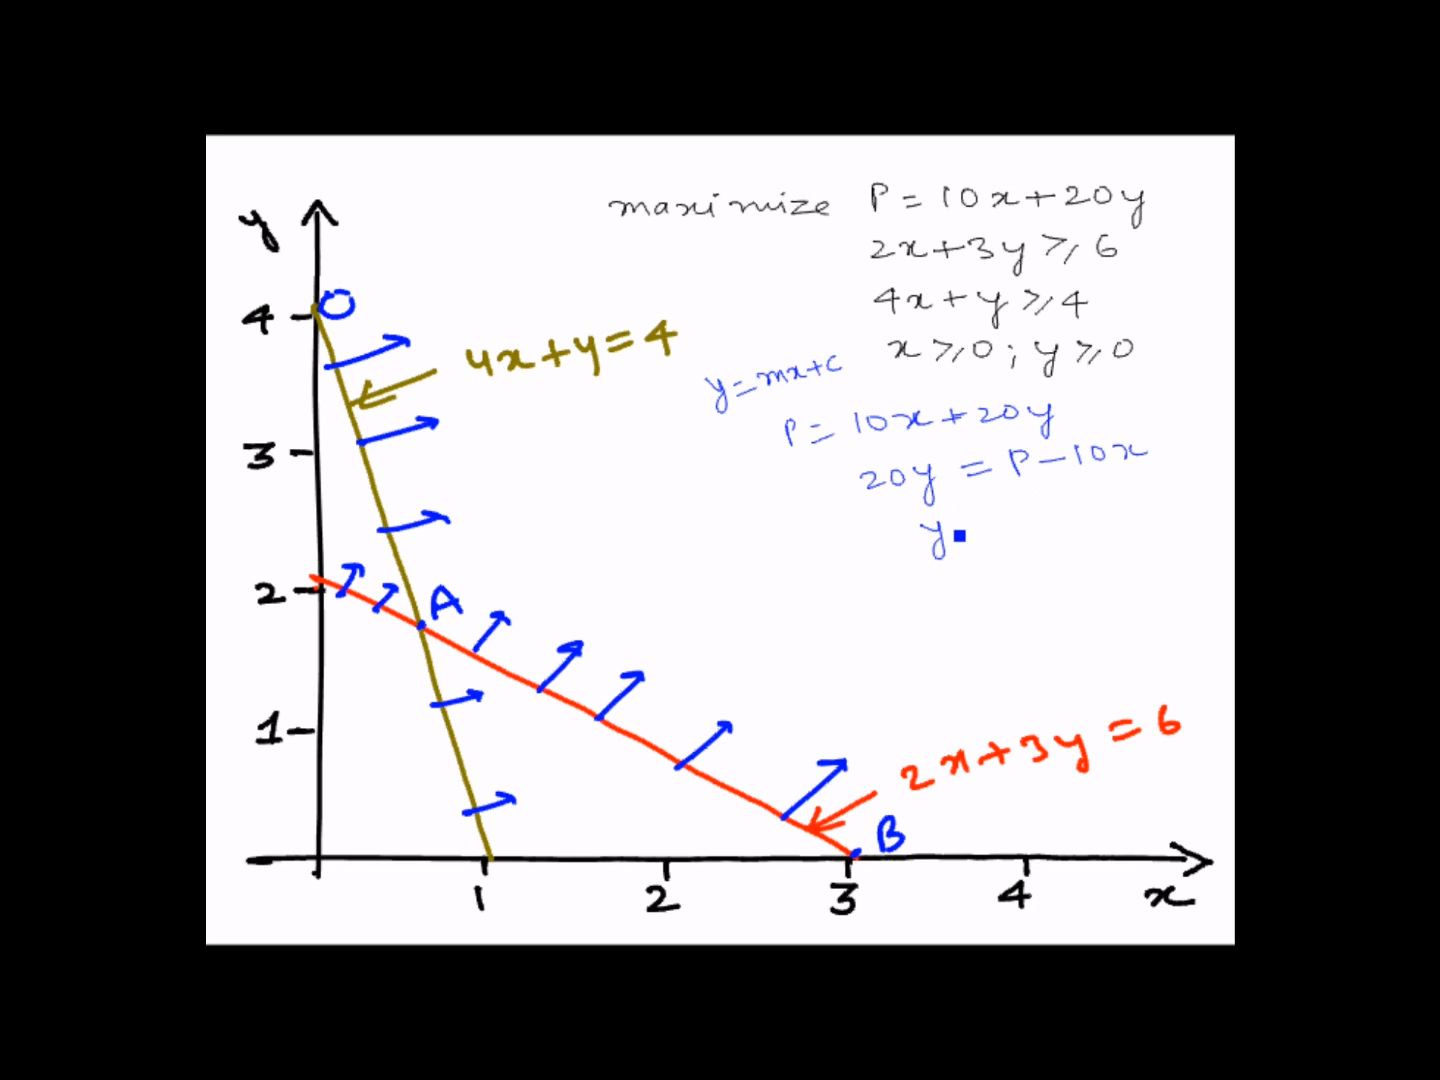 maximize P = 10x + 20y
2x + 3y ⩾ 6
4x + y ⩾ 4
x ⩾ 0 ; y ⩾ 0
y = mx + c
P = 10x + 20y
20y = P - 10x
y
y
4
3
2
1
O
4x + y = 4
A
2x + 3y = 6
B
1
2
3
4
x